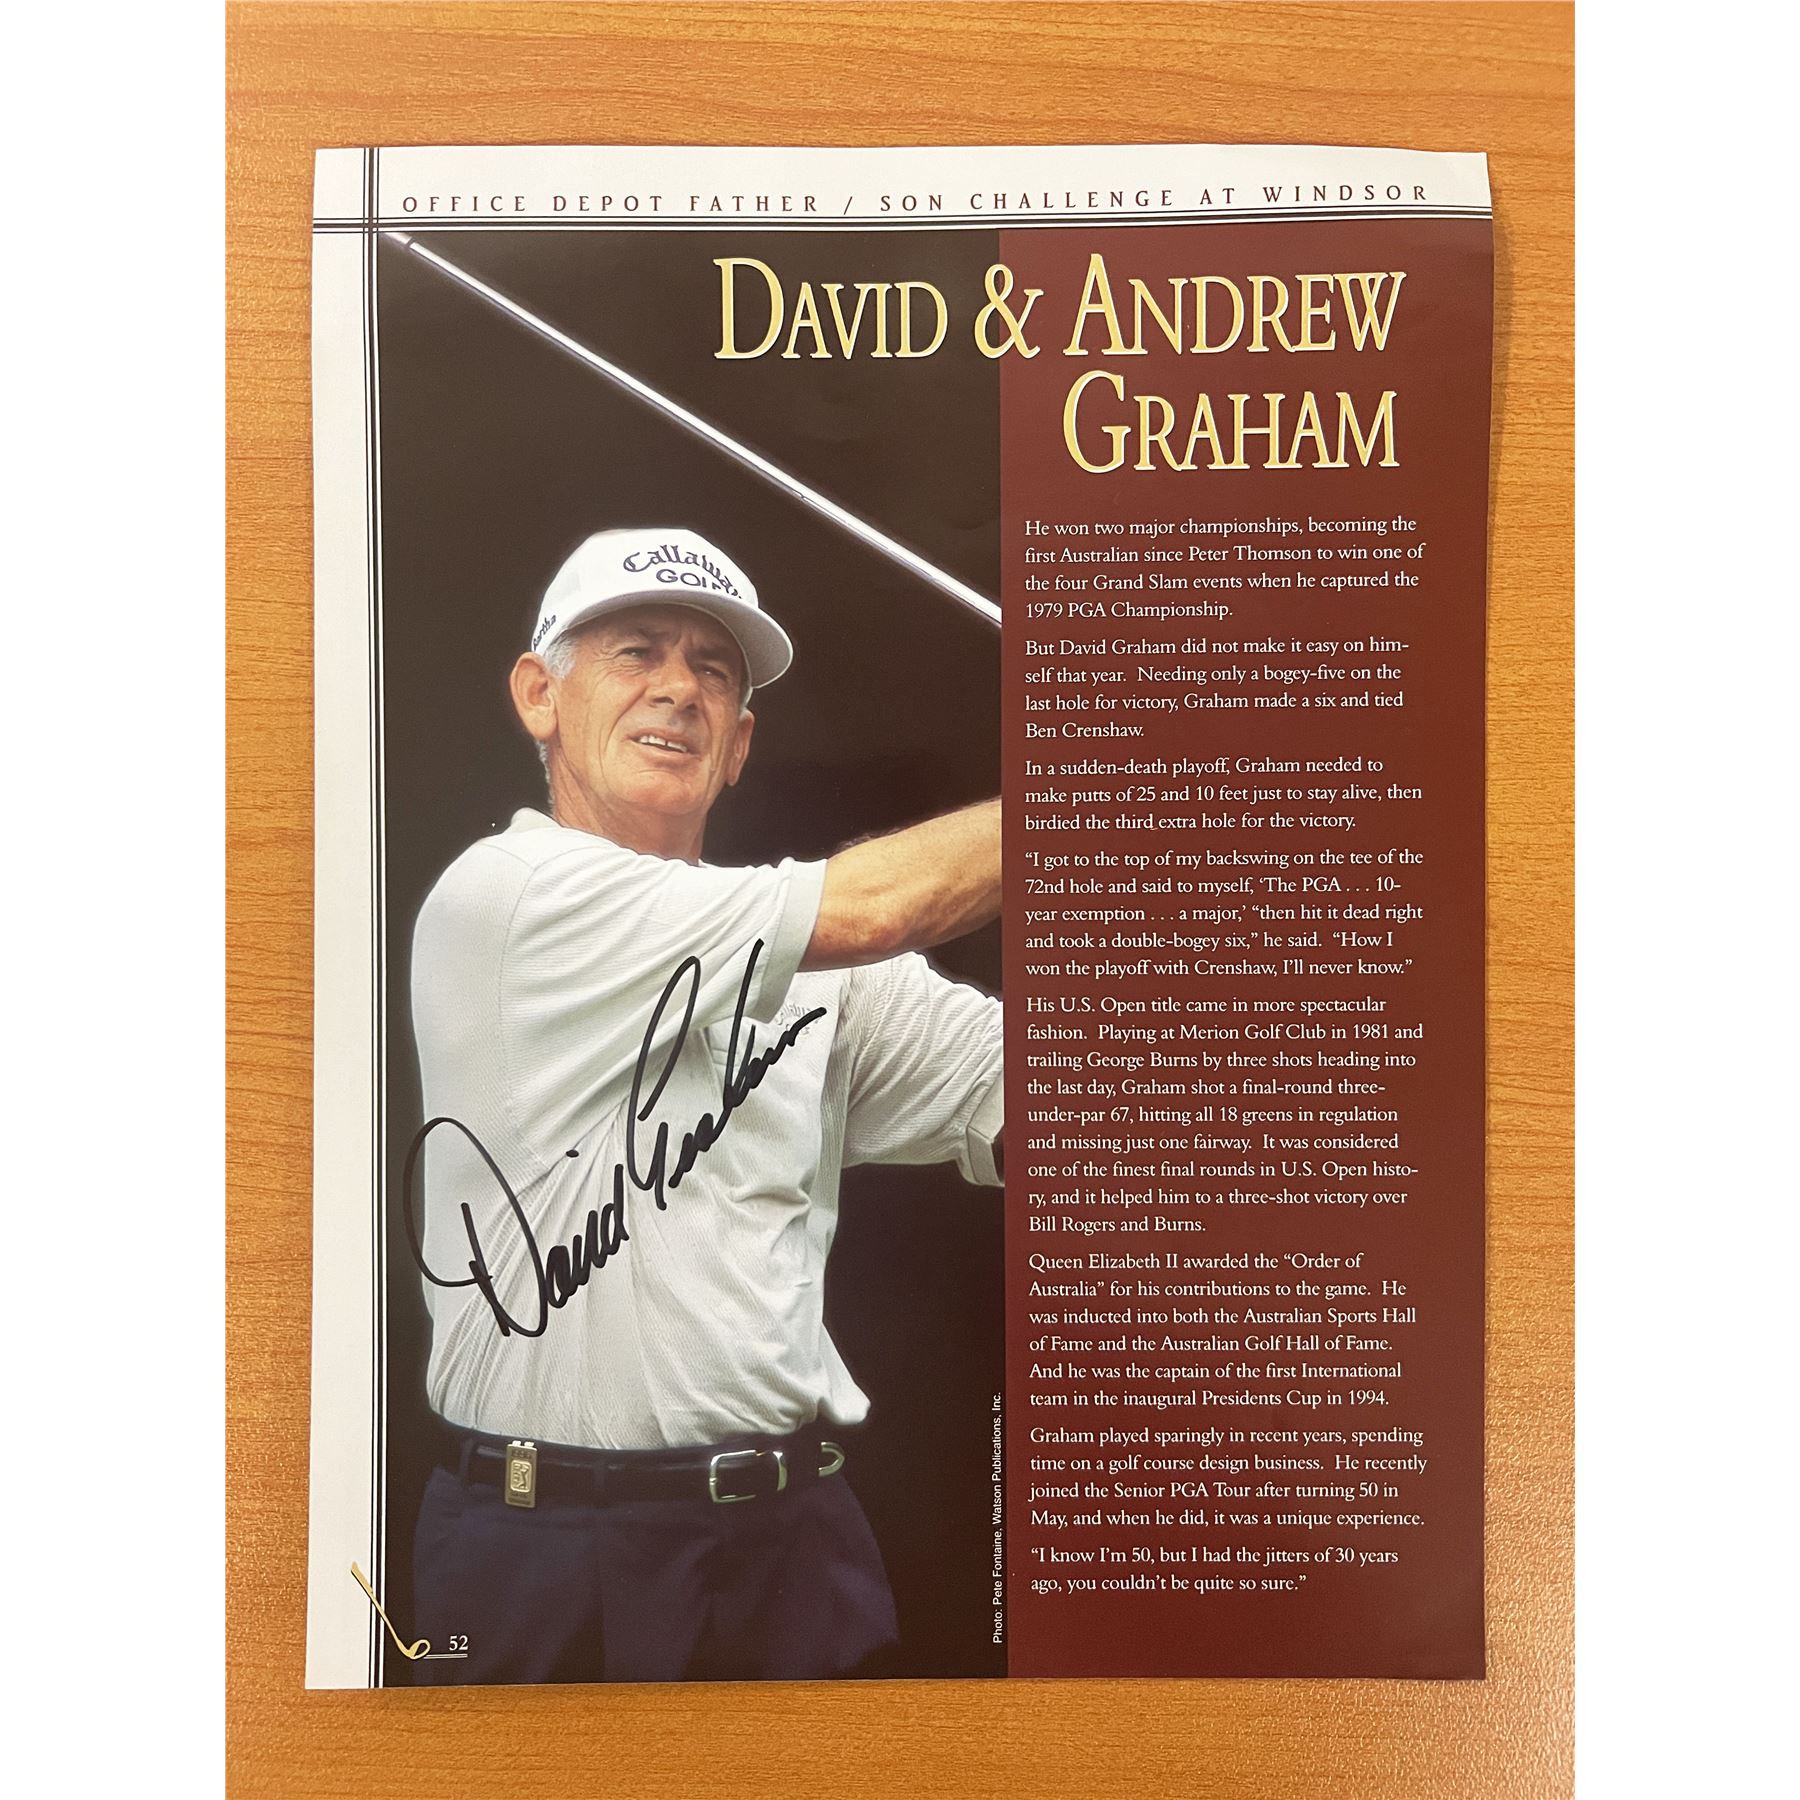 OFFICE DEPOT FATHER / SON CHALLENGE AT WINDSOR
DAVID & ANDREW
GRAHAM
Callaway
GOLF
Bertha
He won two major championships, becoming the
first Australian since Peter Thomson to win one of
the four Grand Slam events when he captured the
1979 PGA Championship.
But David Graham did not make it easy on him-
self that year. Needing only a bogey-five on the
last hole for victory, Graham made a six and tied
Ben Crenshaw.
In a sudden-death playoff, Graham needed to
make putts of 25 and 10 feet just to stay alive, then
birdied the third extra hole for the victory.
“I got to the top of my backswing on the tee of the
72nd hole and said to myself, ‘The PGA . . . 10-
year exemption . . . a major,’ “then hit it dead right
and took a double-bogey six,” he said. “How I
won the playoff with Crenshaw, I’ll never know.”
His U.S. Open title came in more spectacular
fashion. Playing at Merion Golf Club in 1981 and
trailing George Burns by three shots heading into
the last day, Graham shot a final-round three-
under-par 67, hitting all 18 greens in regulation
and missing just one fairway. It was considered
one of the finest final rounds in U.S. Open histo-
ry, and it helped him to a three-shot victory over
Bill Rogers and Burns.
Queen Elizabeth II awarded the “Order of
Australia” for his contributions to the game. He
was inducted into both the Australian Sports Hall
of Fame and the Australian Golf Hall of Fame.
And he was the captain of the first International
team in the inaugural Presidents Cup in 1994.
Graham played sparingly in recent years, spending
time on a golf course design business. He recently
joined the Senior PGA Tour after turning 50 in
May, and when he did, it was a unique experience.
“I know I’m 50, but I had the jitters of 30 years
ago, you couldn’t be quite so sure.”
David Graham
Photo: Pete Fontaine, Watson Publications, Inc.
52